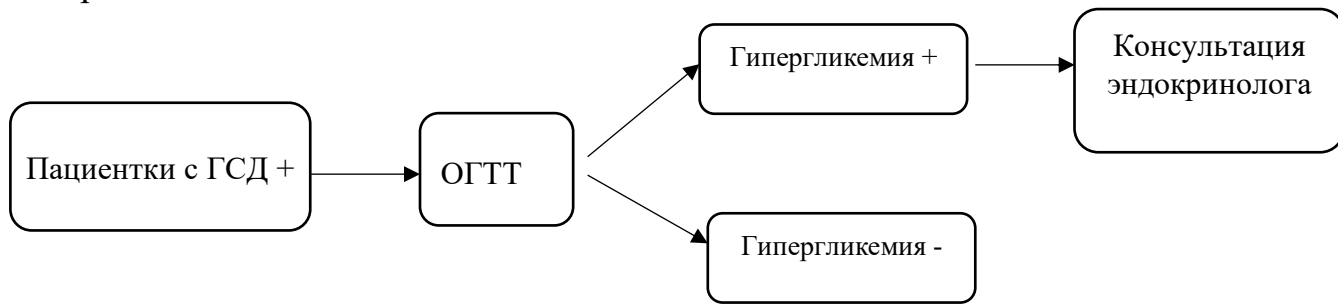 Пациентки с ГСД +
ОГТТ
Гипергликемия +
Гипергликемия -
Консультация
эндокринолога